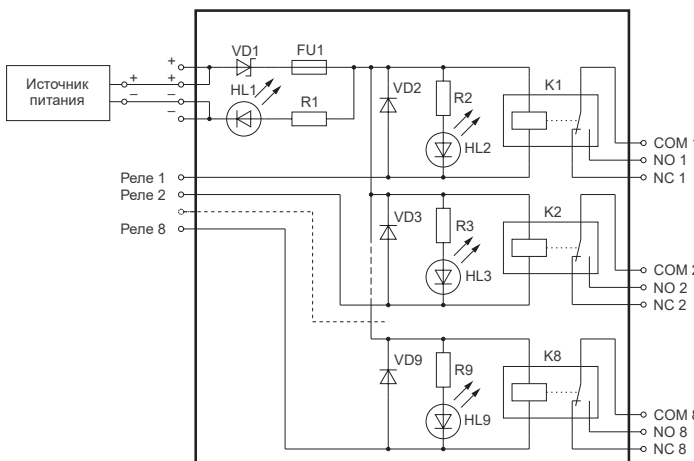 +
VD1
FU1
Источник
питания
+
+
−
−
−
HL1
R1
VD2
R2
HL2
K1
COM 1
NO 1
NC 1
Реле 1
Реле 2
Реле 8
VD3
R3
HL3
K2
COM 2
NO 2
NC 2
VD9
R9
HL9
K8
COM 8
NO 8
NC 8